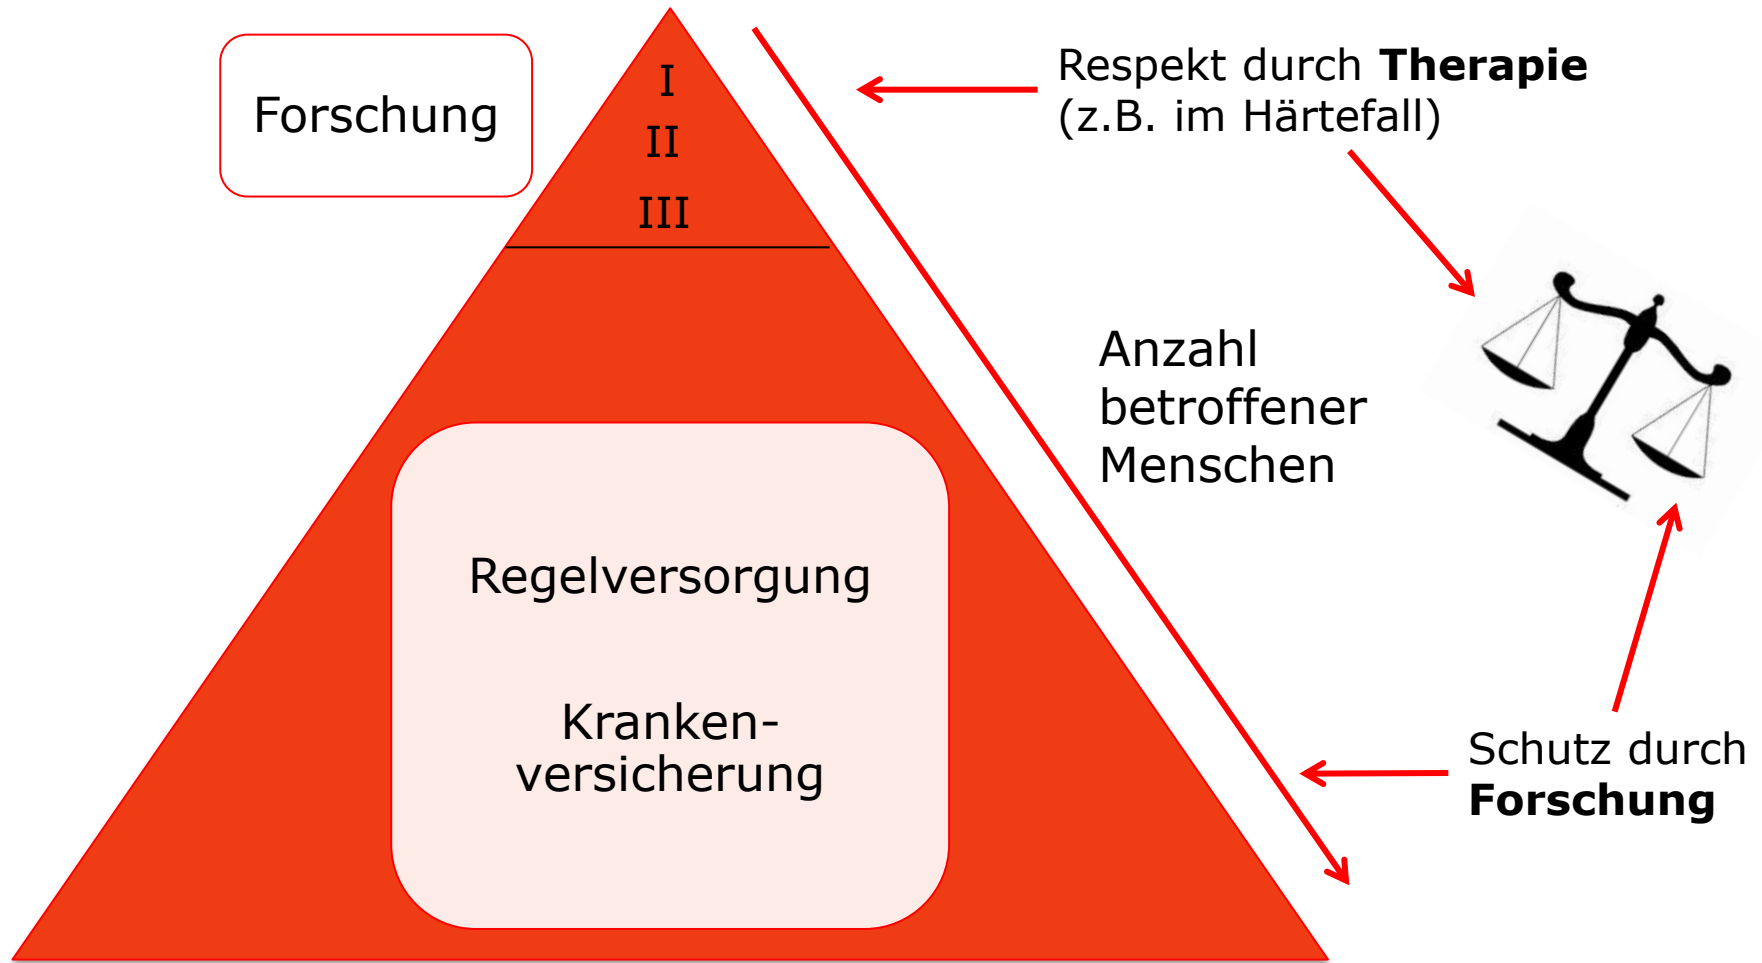 Forschung
I
II
III
Respekt durch Therapie
(z.B. im Härtefall)
Anzahl
betroffener
Menschen
Regelversorgung
Kranken-
versicherung
Schutz durch
Forschung